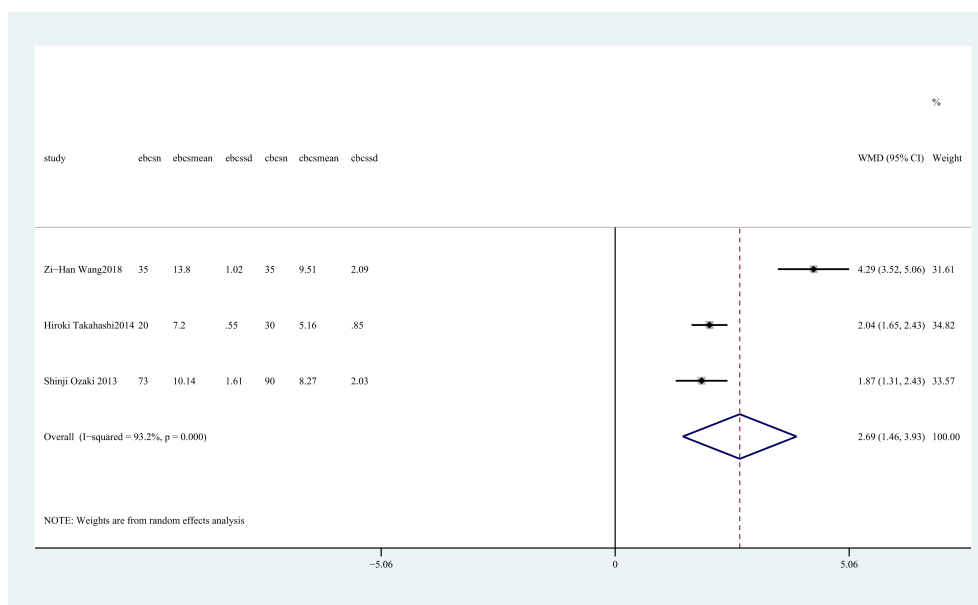 %
study ebcsn ebcsmean ebcssd cbcsn cbcsmean cbcssd WMD (95% CI) Weight
Zi−Han Wang2018 35 13.8 1.02 35 9.51 2.09 4.29 (3.52, 5.06) 31.61
Hiroki Takahashi2014 20 7.2 .55 30 5.16 .85 2.04 (1.65, 2.43) 34.82
Shinji Ozaki 2013 73 10.14 1.61 90 8.27 2.03 1.87 (1.31, 2.43) 33.57
Overall (I−squared = 93.2%, p = 0.000) 2.69 (1.46, 3.93) 100.00
NOTE: Weights are from random effects analysis
−5.06 0 5.06